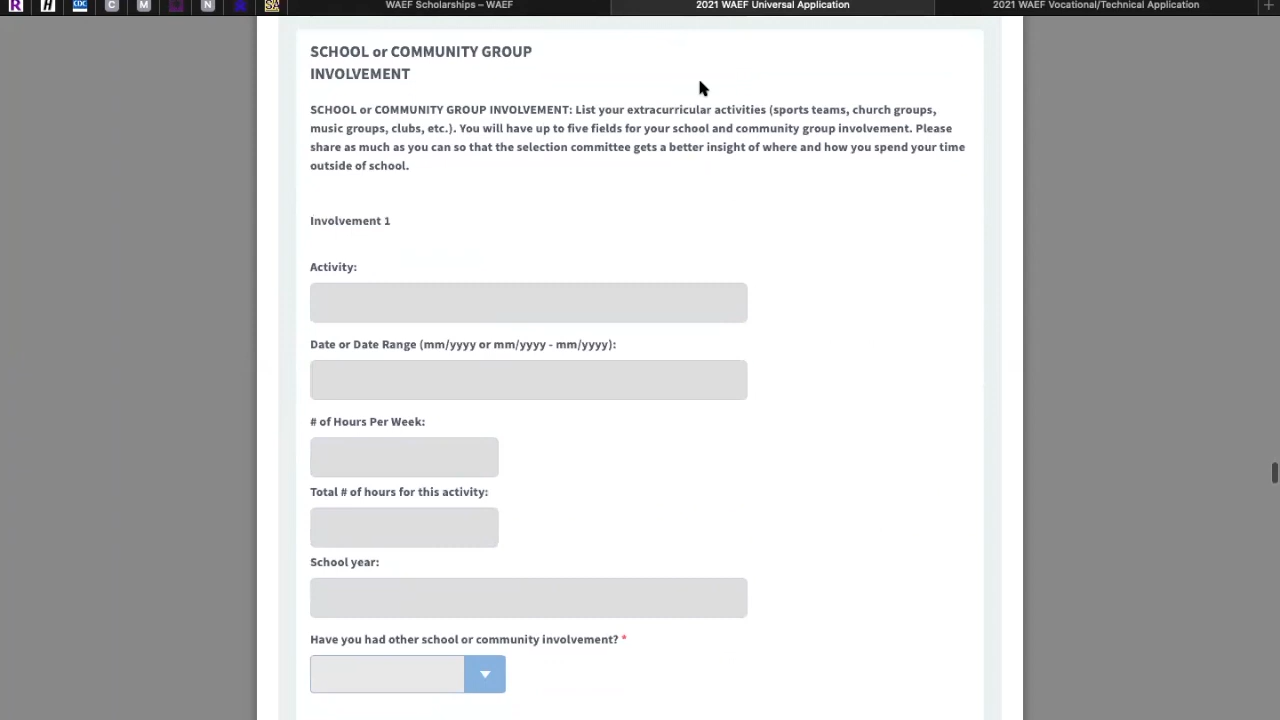 R H CDC C M N SA
WAEF Scholarships – WAEF 2021 WAEF Universal Application 2021 WAEF Vocational/Technical Application +
SCHOOL or COMMUNITY GROUP
INVOLVEMENT
SCHOOL or COMMUNITY GROUP INVOLVEMENT: List your extracurricular activities (sports teams, church groups,
music groups, clubs, etc.). You will have up to five fields for your school and community group involvement. Please
share as much as you can so that the selection committee gets a better insight of where and how you spend your time
outside of school.
Involvement 1
Activity:
Date or Date Range (mm/yyyy or mm/yyyy - mm/yyyy):
# of Hours Per Week:
Total # of hours for this activity:
School year:
Have you had other school or community involvement? *